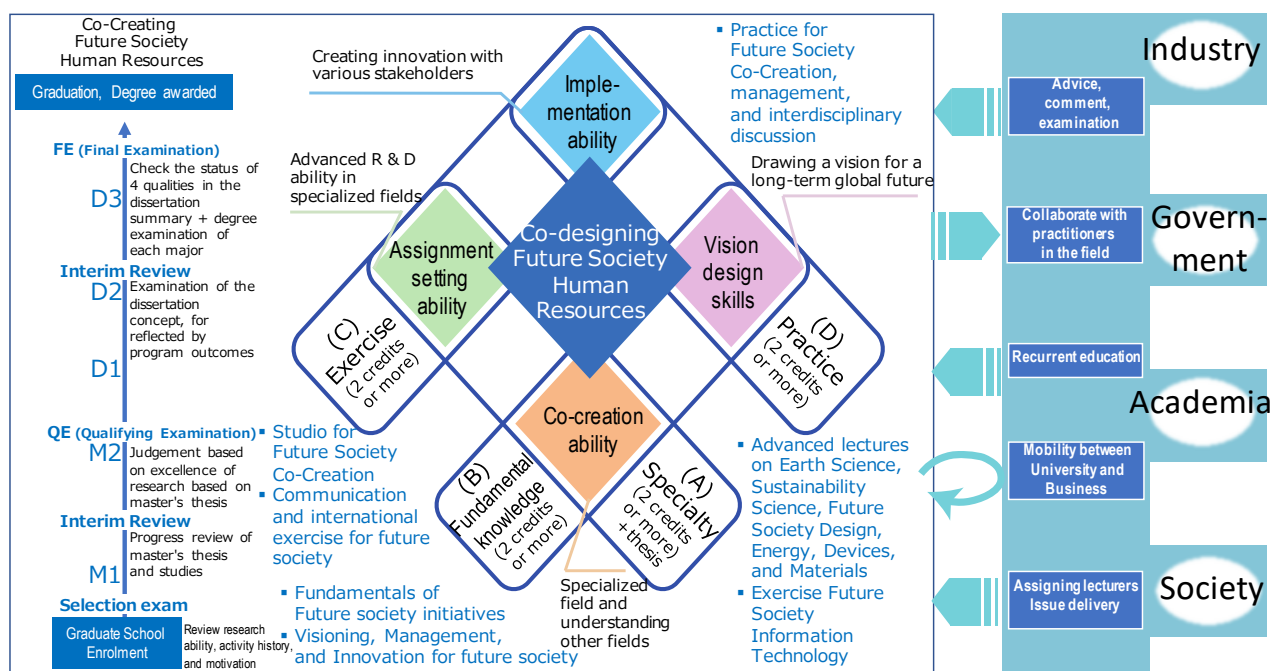 Co-Creating
Future Society
Human Resources
Graduation, Degree awarded
FE (Final Examination)
D3
Check the status of
4 qualities in the
dissertation
summary + degree
examination of
each major
Interim Review
D2
Examination of the
dissertation
concept, for
reflected by
program outcomes
D1
QE (Qualifying Examination)
M2
Judgement based
on excellence of
research based on
master's thesis
Interim Review
Progress review of
master's thesis
and studies
M1
Selection exam
Graduate School
Enrolment
Review research
ability, activity history,
and motivation
Creating innovation with
various stakeholders
Advanced R & D
ability in
specialized fields
Imple-
mentation
ability
Assignment
setting
ability
Co-designing
Future Society
Human
Resources
Vision
design
skills
Co-creation
ability
(C)
Exercise
(2 credits
or more)
(B)
Fundamental
knowledge
(2 credits
or more)
(A)
Specialty
(2 credits
or more)
+thesis
(D)
Practice
(2 credits
or more)
▪ Practice for
Future Society
Co-Creation,
management,
and interdisciplinary
discussion
Drawing a vision for a
long-term global future
▪ Studio for
Future Society
Co-Creation
▪ Communication
and international
exercise for future
society
▪ Fundamentals of
Future society initiatives
▪ Visioning, Management,
and Innovation for future society
Specialized
field and
understanding
other fields
▪ Advanced lectures
on Earth Science,
Sustainability
Science, Future
Society Design,
Energy, Devices,
and Materials
▪ Exercise Future
Society
Information
Technology
Industry
Advice,
comment,
examination
Govern-
ment
Collaborate with
practitioners
in the field
Recurrent education
Academia
Mobility between
University and
Business
Society
Assigning lecturers
Issue delivery